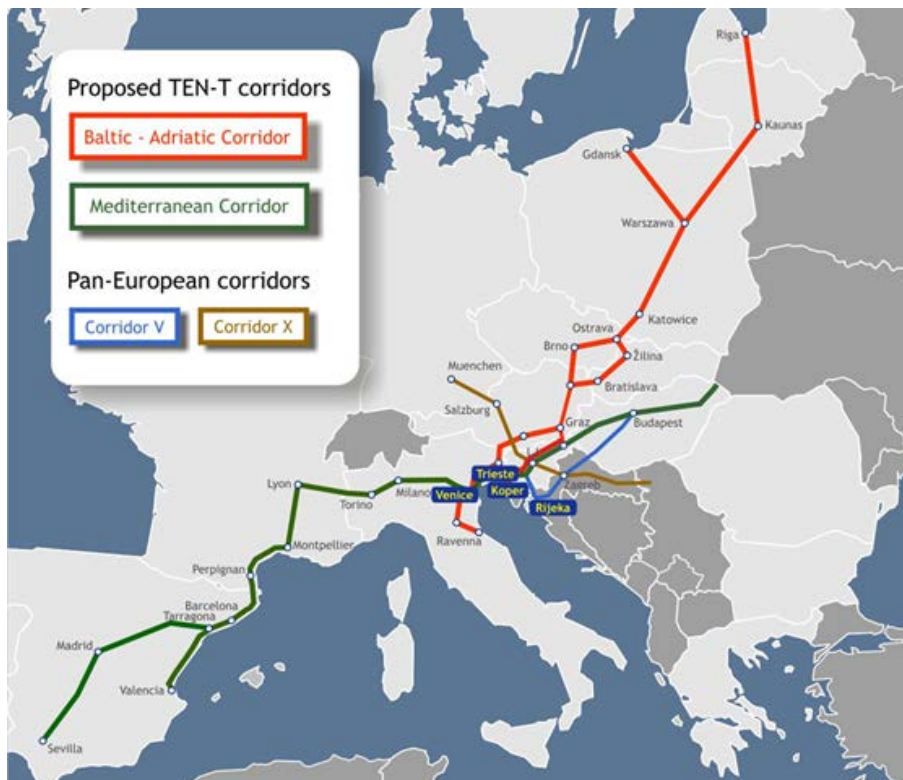 Proposed TEN-T corridors
Baltic - Adriatic Corridor
Mediterranean Corridor
Pan-European corridors
Corridor V
Corridor X
Riga
Kaunas
Gdansk
Warszawa
Katowice
Ostrava
Brno
Žilina
Bratislava
Muenchen
Salzburg
Graz
Budapest
Trieste
Koper
Zagreb
Venice
Rijeka
Lyon
Torino
Milano
Ravenna
Montpellier
Perpignan
Barcelona
Tarragona
Madrid
Valencia
Sevilla